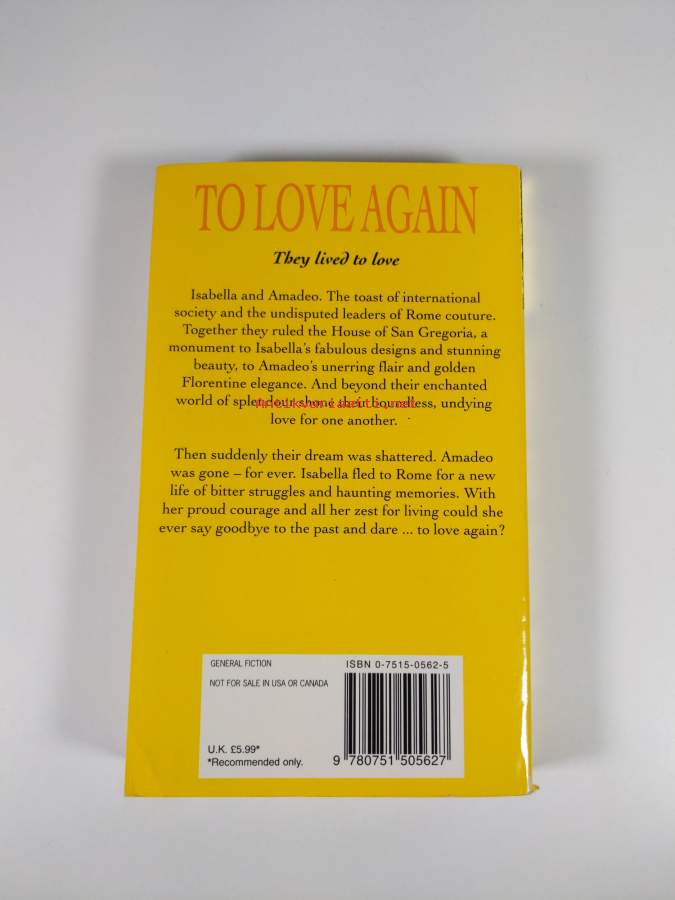 TO LOVE AGAIN
They lived to love
Isabella and Amadeo. The toast of international
society and the undisputed leaders of Rome couture.
Together they ruled the House of San Gregoria, a
monument to Isabella's fabulous designs and stunning
beauty, to Amadeo's unerring flair and golden
Florentine elegance. And beyond their enchanted
world of splendour shone their boundless, undying
love for one another.
Then suddenly their dream was shattered. Amadeo
was gone – for ever. Isabella fled to Rome for a new
life of bitter struggles and haunting memories. With
her proud courage and all her zest for living could she
ever say goodbye to the past and dare ... to love again?
GENERAL FICTION
NOT FOR SALE IN USA OR CANADA
U.K. £5.99*
*Recommended only.
ISBN 0-7515-0562-5
9 780751 505627